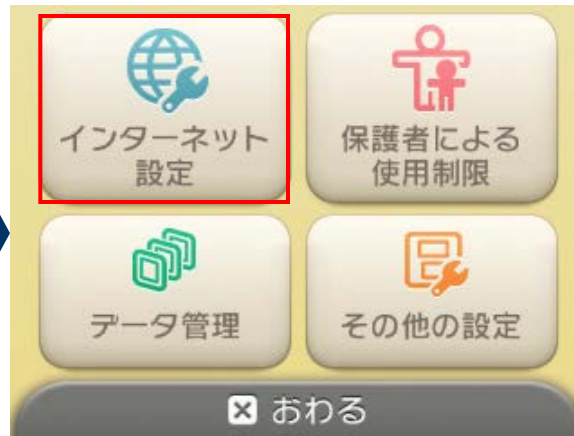 インターネット
設定
保護者による
使用制限
データ管理
その他の設定
おわる